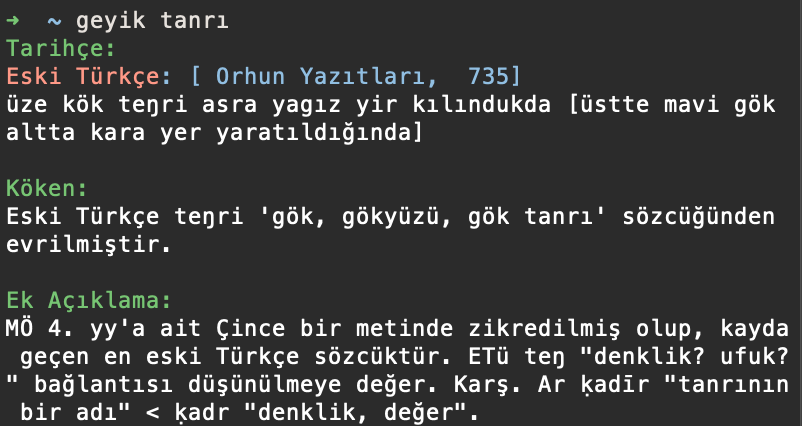 ➜  ~ geyik tanrı
Tarihçe:
Eski Türkçe: [ Orhun Yazıtları,  735]
üze kök teŋri asra yagız yir kılındukda [üstte mavi gök
altta kara yer yaratıldığında]

Köken:
Eski Türkçe teŋri 'gök, gökyüzü, gök tanrı' sözcüğünden
evrilmiştir.

Ek Açıklama:
MÖ 4. yy'a ait Çince bir metinde zikredilmiş olup, kayda
geçen en eski Türkçe sözcüktür. ETü teŋ "denklik? ufuk?
" bağlantısı düşünülmeye değer. Karş. Ar ḳadīr "tanrının
bir adı" < ḳadr "denklik, değer".